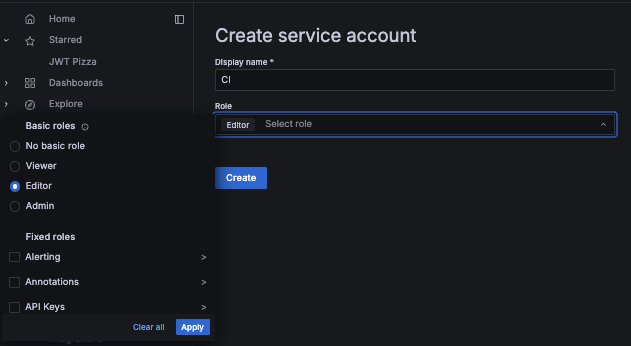 Home
Starred
JWT Pizza
Dashboards
Explore
Basic roles
No basic role
Viewer
Editor
Admin
Fixed roles
Alerting
Annotations
API Keys
Clear all
Apply
Create service account
Display name *
CI
Role
Editor Select role
Create